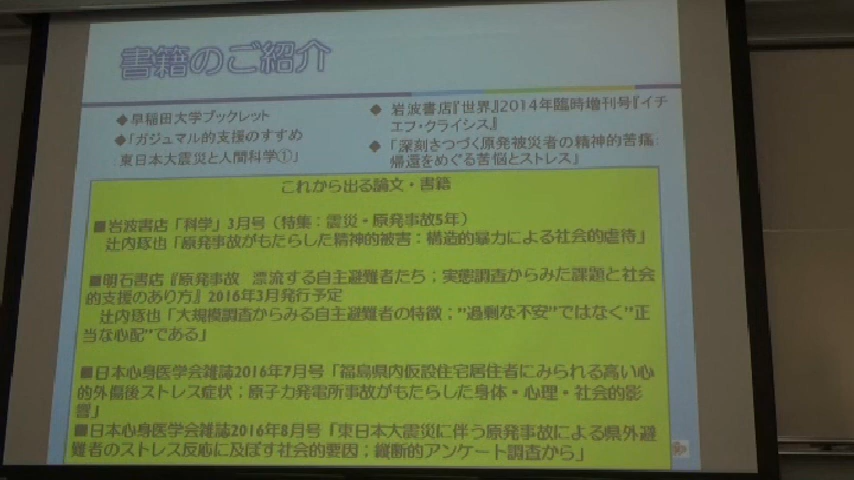 書籍のご紹介
◆早稲田大学ブックレット
◆「ガジュマル的支援のすすめ
東日本大震災と人間科学①」
◆ 岩波書店『世界』2014年臨時増刊号『イチ
エフ・クライシス』
◆ 「深刻さつづく原発被災者の精神的苦痛:
帰還をめぐる苦悩とストレス』
これから出る論文・書籍
■岩波書店「科学」3月号（特集：震災・原発事故5年）
辻内琢也「原発事故がもたらした精神的被害：構造的暴力による社会的虐待」
■明石書店『原発事故 漂流する自主避難者たち；実態調査からみた課題と社会
的支援のあり方』2016年3月発行予定
辻内琢也「大規模調査からみる自主避難者の特徴；”過剰な不安”ではなく”正
当な心配”である」
■日本心身医学会雑誌2016年7月号「福島県内仮設住宅居住者にみられる高い心
的外傷後ストレス症状；原子力発電所事故がもたらした身体・心理・社会的影
響」
■日本心身医学会雑誌2016年8月号「東日本大震災に伴う原発事故による県外避
難者のストレス反応に及ぼす社会的要因；縦断的アンケート調査から」